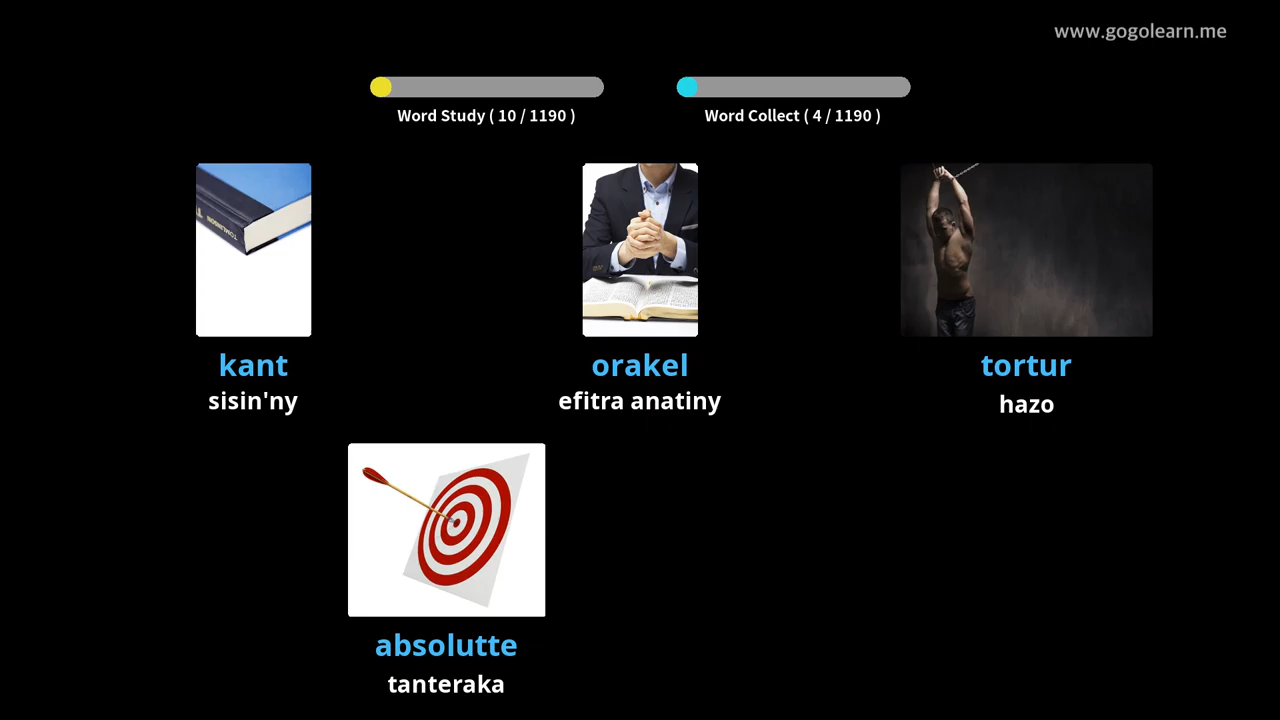 www.gogolearn.me
Word Study ( 10 / 1190 )
Word Collect ( 4 / 1190 )
TOMLINSON
kant
orakel
tortur
sisin'ny
efitra anatiny
hazo
absolutte
tanteraka